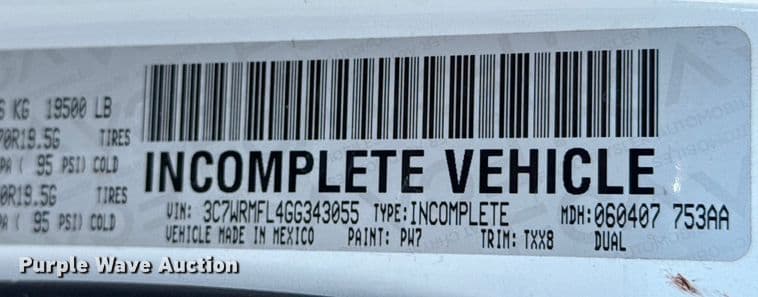 KG 19500 LB
70R19.5G TIRES
PA ( 95 PSI) COLD
0R19.5G TIRES
( 95 PSI) COLD
INCOMPLETE VEHICLE
VIN: 3C7WRMFL4GG343055 TYPE: INCOMPLETE MDH: 060407 753AA
VEHICLE MADE IN MEXICO PAINT: PW7 TRIM: TXX8 DUAL
Purple Wave Auction